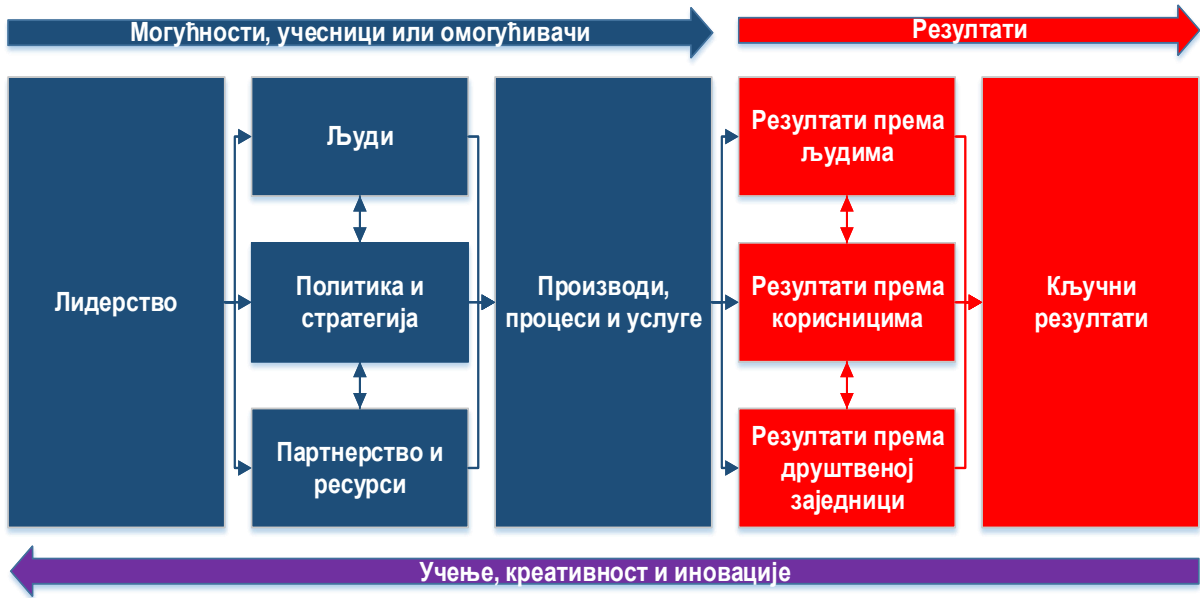 Могућности, учесници или омогућивачи
Резултати
Лидерство
Људи
Политика и
стратегија
Партнерство и
ресурси
Производи,
процеси и услуге
Резултати према
људима
Резултати према
корисницима
Резултати према
друштвеној
заједници
Кључни
резултати
Учење, креативност и иновације